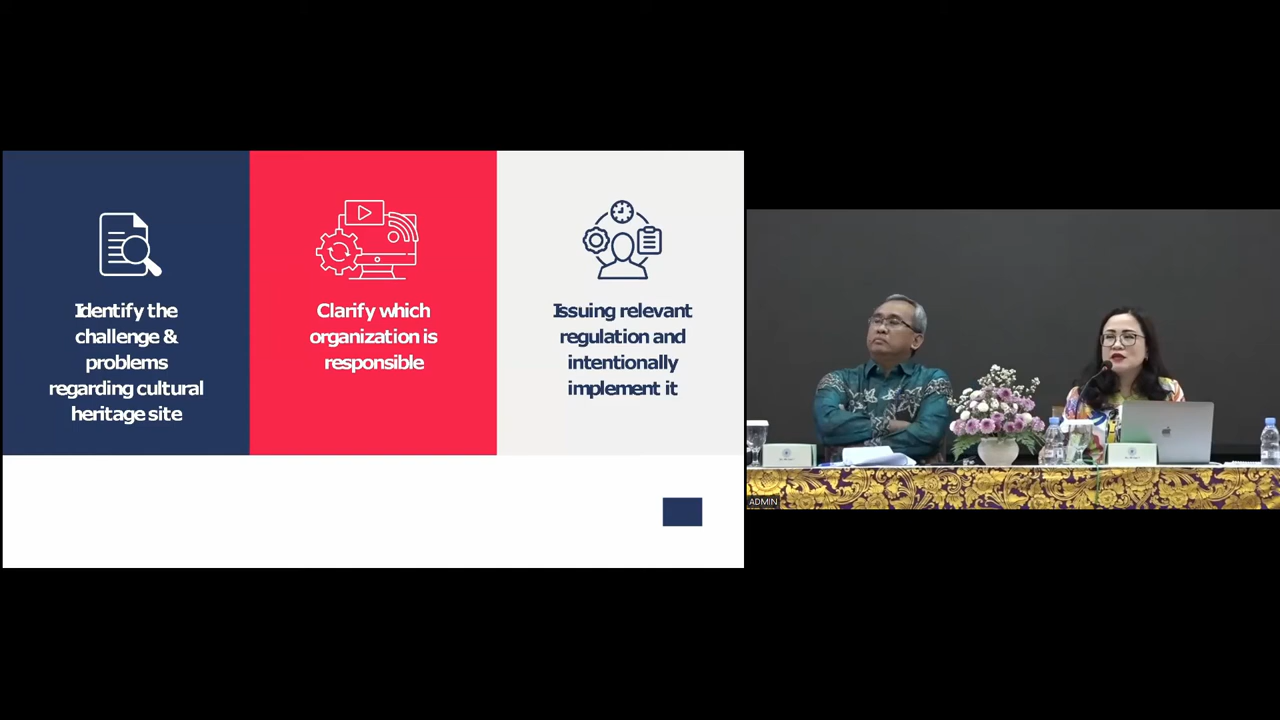 Identify the
challenge &
problems
regarding cultural
heritage site
Clarify which
organization is
responsible
Issuing relevant
regulation and
intentionally
implement it
ADMIN